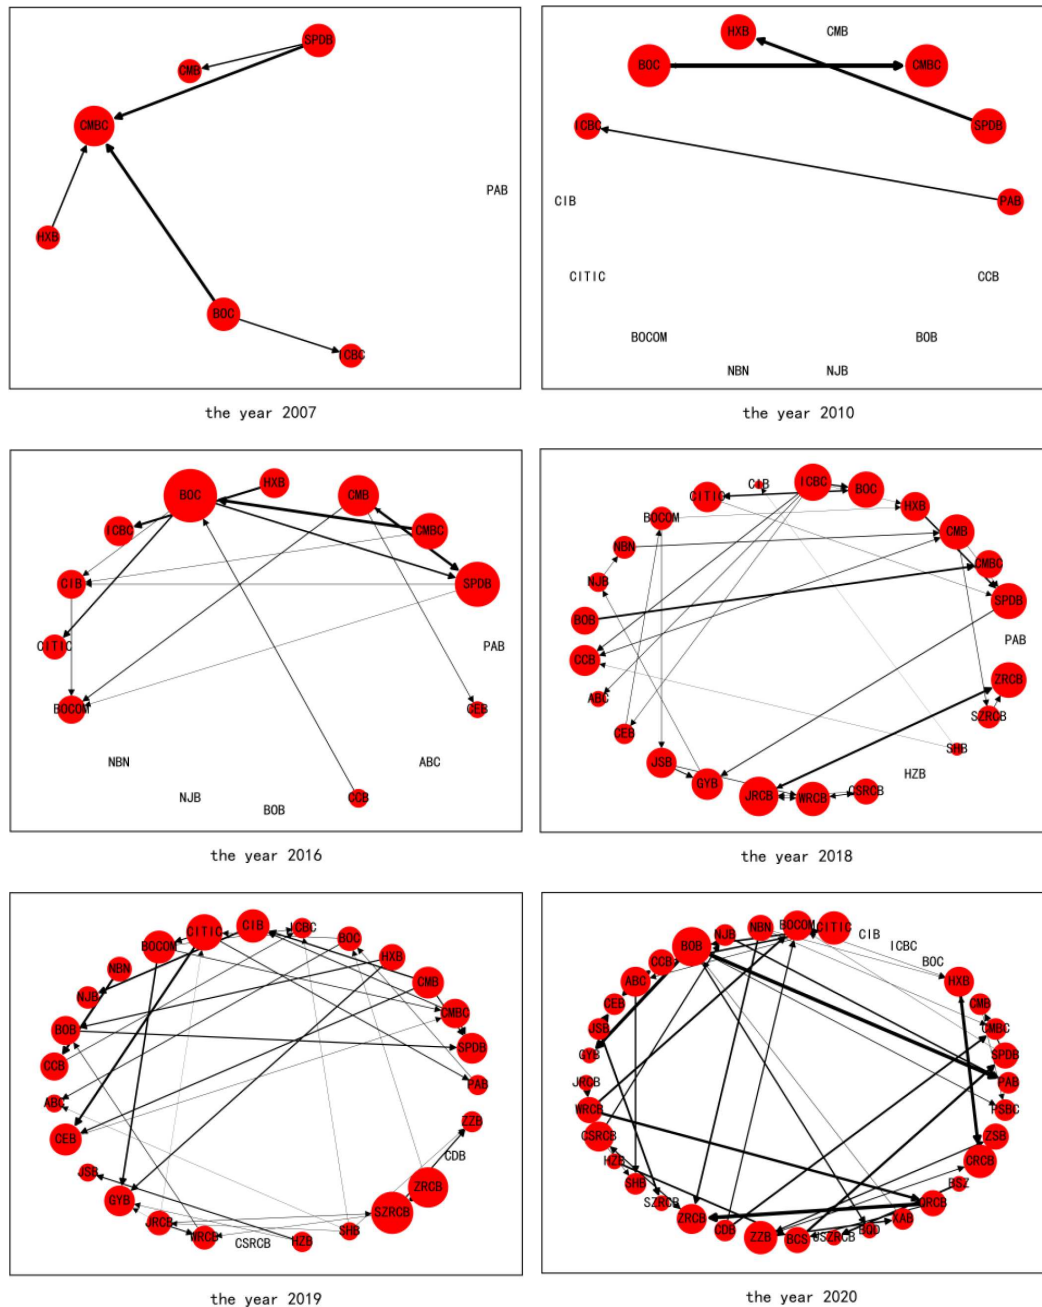 SPDB
CMB
CMBC
PAB
HXB
BOC
ICBC
the year 2007
CMB
HXB
BOC
CMBC
ICBC
SPDB
CIB
PAB
CITIC
CCB
BOCOM
BOB
NBN
NJB
the year 2010
HXB
BOC
CMB
ICBC
CMBC
CIB
SPDB
CITIC
PAB
BOCOM
CEB
NBN
ABC
NJB
CCB
BOB
the year 2016
CIB
ICBC
CITIC
BOC
BOCOM
HXB
NBN
CMB
NJB
CMBC
BOB
SPDB
CCB
PAB
ABC
ZRCB
CEB
SZRCB
JSB
SHB
GYB
HZB
JRCB
WRCB
CSRCB
the year 2018
CITIC
CIB
ICBC
BOCOM
BOC
NBN
HXB
NJB
CMB
BOB
CMBC
CCB
SPDB
ABC
PAB
CEB
ZZB
JSB
CDB
GYB
ZRCB
JRCB
SZRCB
WRCB
SHB
CSRCB
HZB
the year 2019
NJB
NBN
BOCOM
CITIC
CIB
BOB
ICBC
CCB
BOC
ABC
HXB
CEB
CMB
JSB
CMBC
GYB
SPDB
JRCB
PAB
WRCB
PSBC
CSRCB
ZSB
HZB
CRCB
SHB
BSZ
SZRCB
QRCB
ZRCB
XAB
CDB
BQD
ZZB
BCS
JSZRCB
the year 2020